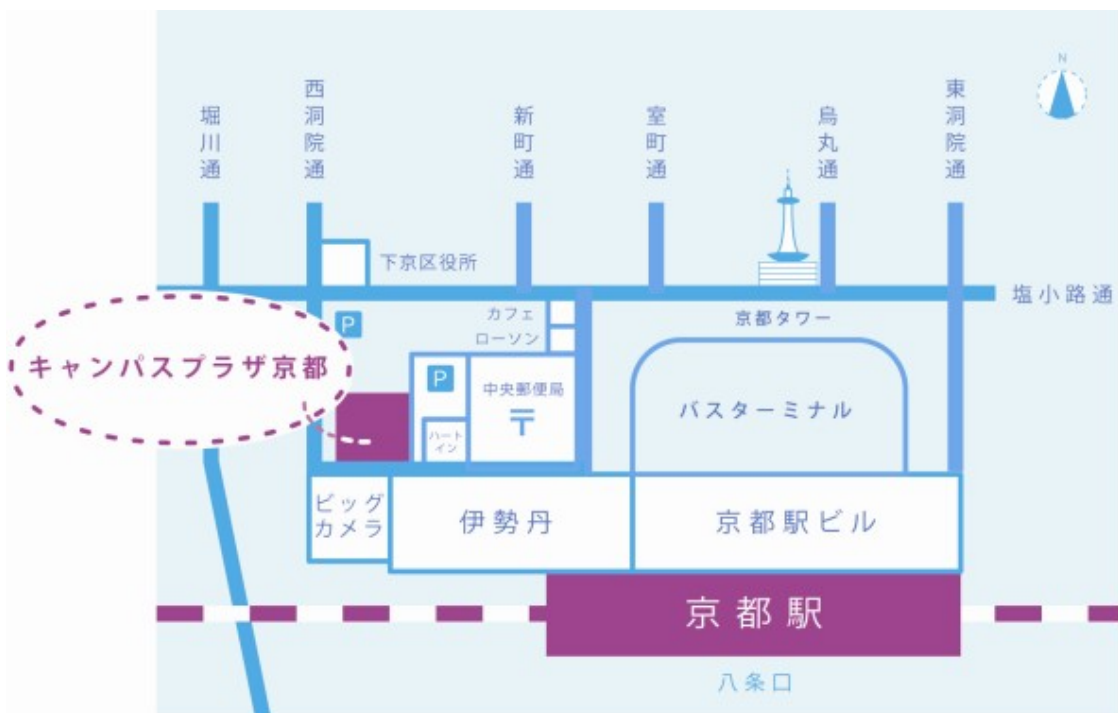 N
堀川通
西洞院通
新町通
室町通
烏丸通
東洞院通
下京区役所
塩小路通
P
カフェ
ローソン
京都タワー
キャンパスプラザ京都
P
中央郵便局
〒
バスターミナル
ハート
イン
ビッグ
カメラ
伊勢丹
京都駅ビル
京都駅
八条口